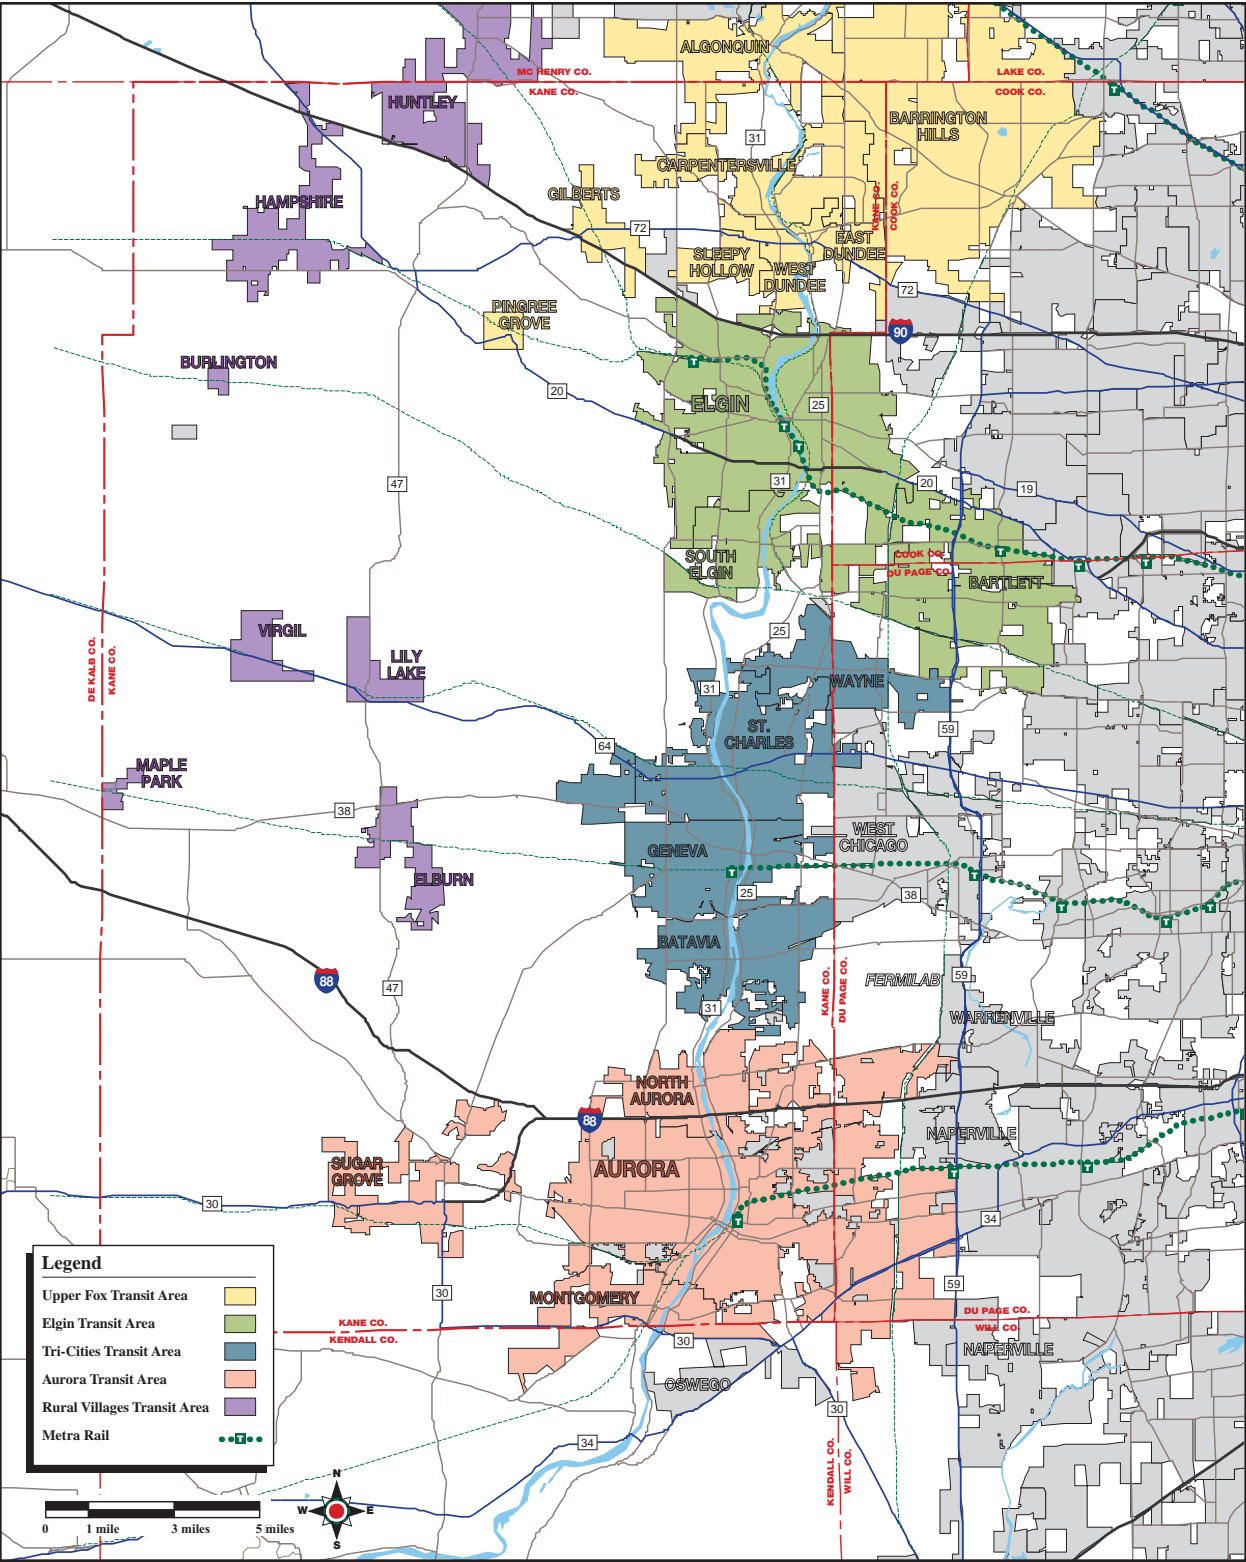 ALGONQUIN
MC HENRY CO.
KANE CO.
LAKE CO.
COOK CO.
HUNTLEY
BARRINGTON
HILLS
31
CARPENTERSVILLE
GILBERTS
HAMPSHIRE
KANE CO.
COOK CO.
72
EAST
DUNDEE
SLEEPY
HOLLOW
WEST
DUNDEE
72
PINGREE
GROVE
90
BURLINGTON
T
T
20
ELGIN
25
T
T
47
31
20
19
SOUTH
ELGIN
COOK CO.
DU PAGE CO.
T
T
T
BARTLETT
VIRGIL
25
LILY
LAKE
DE KALB CO.
KANE CO.
31
WAYNE
59
ST.
CHARLES
64
MAPLE
PARK
38
WEST
CHICAGO
GENEVA
T
T
ELBURN
25
38
T
T
T
BATAVIA
88
47
KANE CO.
DU PAGE CO.
FERMILAB
59
31
WARRENVILLE
NORTH
AURORA
88
NAPERVILLE
SUGAR
GROVE
AURORA
T
T
30
T
34
Legend
Upper Fox Transit Area
Elgin Transit Area
Tri-Cities Transit Area
Aurora Transit Area
Rural Villages Transit Area
Metra Rail
T
30
59
MONTGOMERY
KANE CO.
KENDALL CO.
DU PAGE CO.
WILL CO.
30
NAPERVILLE
OSWEGO
30
34
KENDALL CO.
WILL CO.
N
W
E
S
0 1 mile 3 miles 5 miles